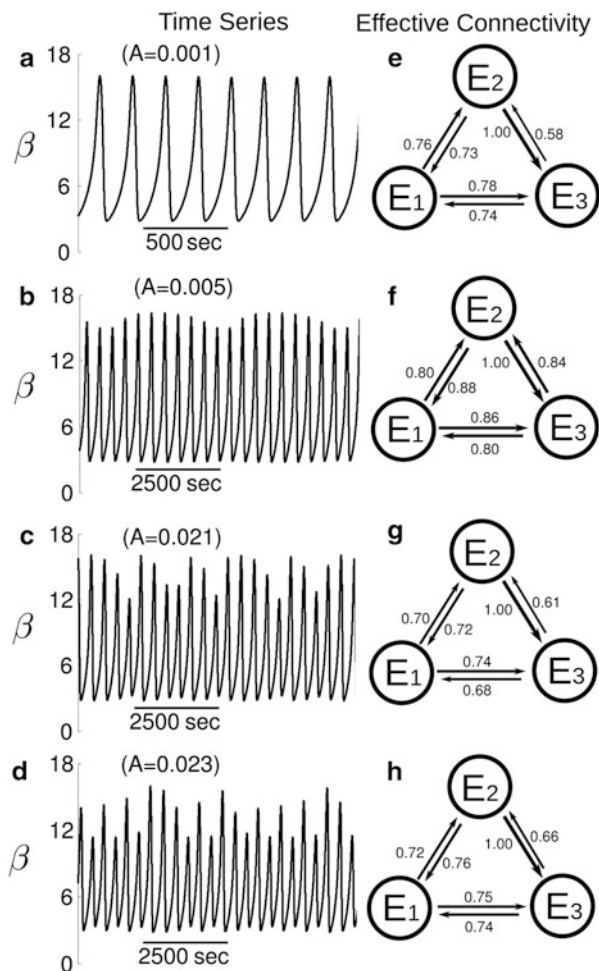 Time Series Effective Connectivity
a (A=0.001) e
18
12
β
6
0
500 sec
E2
0.76 0.73 1.00 0.58
E1 0.78 E3
0.74
b (A=0.005) f
18
12
β
6
0
2500 sec
E2
0.80 0.88 1.00 0.84
E1 0.86 E3
0.80
c (A=0.021) g
18
12
β
6
0
2500 sec
E2
0.70 0.72 1.00 0.61
E1 0.74 E3
0.68
d (A=0.023) h
18
12
β
6
0
2500 sec
E2
0.72 0.76 1.00 0.66
E1 0.75 E3
0.74